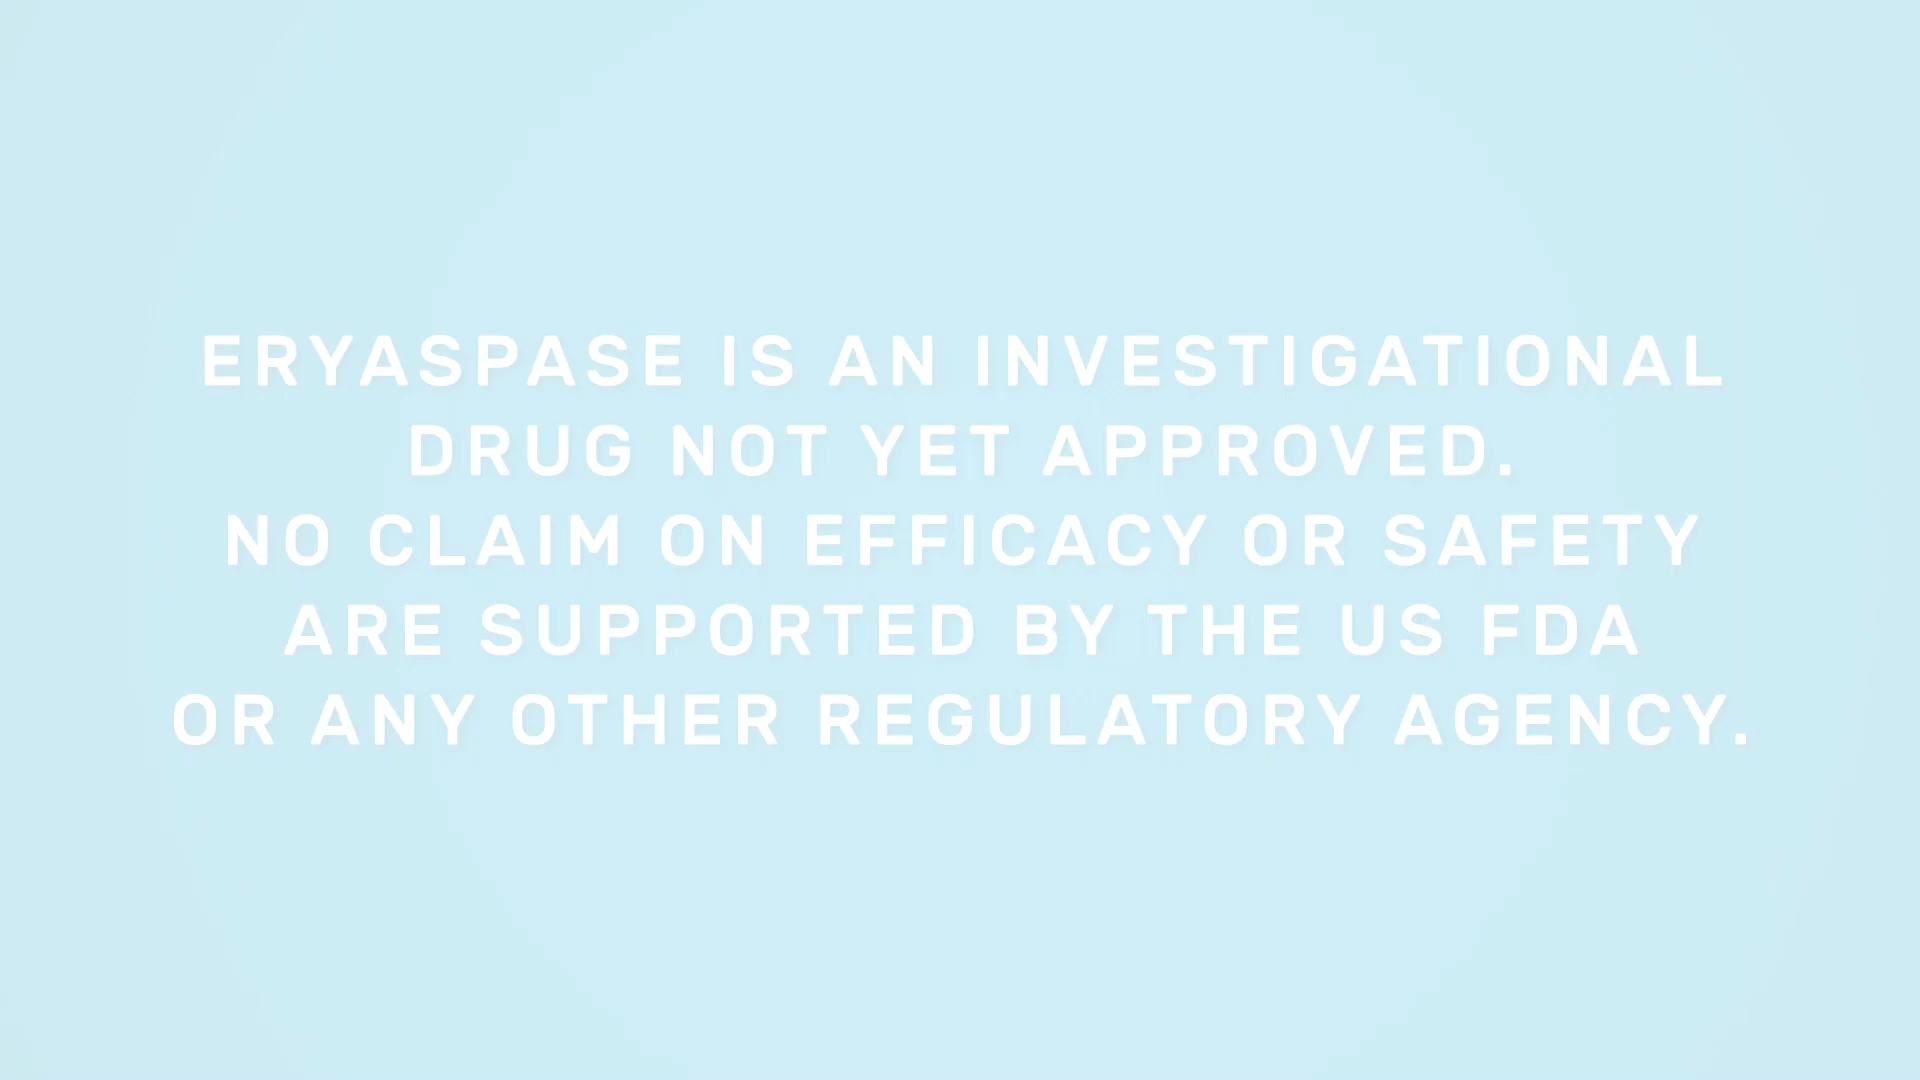 ERYASPASE IS AN INVESTIGATIONAL
DRUG NOT YET APPROVED.
NO CLAIM ON EFFICACY OR SAFETY
ARE SUPPORTED BY THE US FDA
OR ANY OTHER REGULATORY AGENCY.